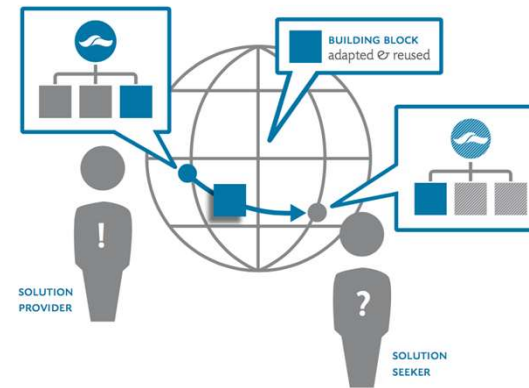 BUILDING BLOCK
adapted & reused
!
SOLUTION
PROVIDER
?
SOLUTION
SEEKER